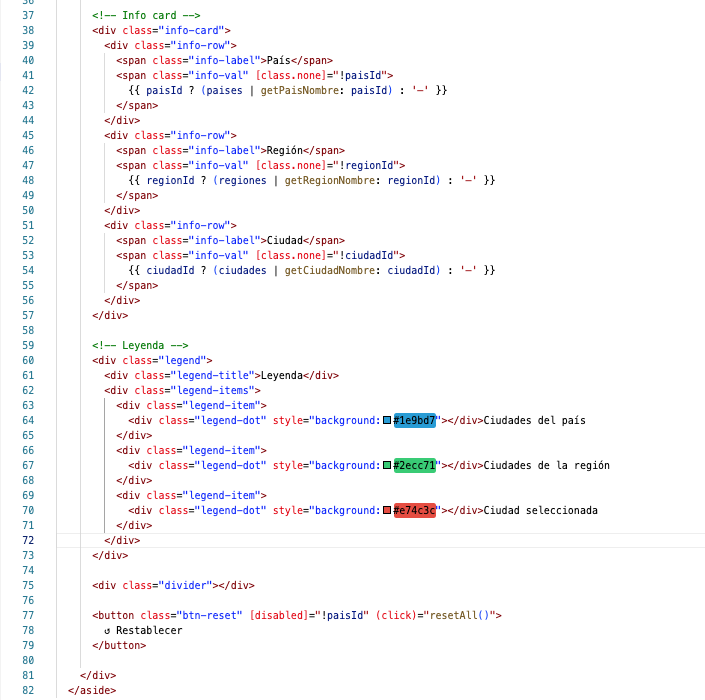 36
37 <!-- Info card -->
38 <div class="info-card">
39 <div class="info-row">
40 <span class="info-label">País</span>
41 <span class="info-val" [class.none]="!paisId">
42 {{ paisId ? (paises | getPaisNombre: paisId) : '—' }}
43 </span>
44 </div>
45 <div class="info-row">
46 <span class="info-label">Región</span>
47 <span class="info-val" [class.none]="!regionId">
48 {{ regionId ? (regiones | getRegionNombre: regionId) : '—' }}
49 </span>
50 </div>
51 <div class="info-row">
52 <span class="info-label">Ciudad</span>
53 <span class="info-val" [class.none]="!ciudadId">
54 {{ ciudadId ? (ciudades | getCiudadNombre: ciudadId) : '—' }}
55 </span>
56 </div>
57 </div>
58
59 <!-- Leyenda -->
60 <div class="legend">
61 <div class="legend-title">Leyenda</div>
62 <div class="legend-items">
63 <div class="legend-item">
64 <div class="legend-dot" style="background:#1e9bd7"></div>Ciudades del país
65 </div>
66 <div class="legend-item">
67 <div class="legend-dot" style="background:#2ecc71"></div>Ciudades de la región
68 </div>
69 <div class="legend-item">
70 <div class="legend-dot" style="background:#e74c3c"></div>Ciudad seleccionada
71 </div>
72 </div>
73 </div>
74
75 <div class="divider"></div>
76
77 <button class="btn-reset" [disabled]="!paisId" (click)="resetAll()">
78 ↺ Restablecer
79 </button>
80
81 </div>
82 </aside>